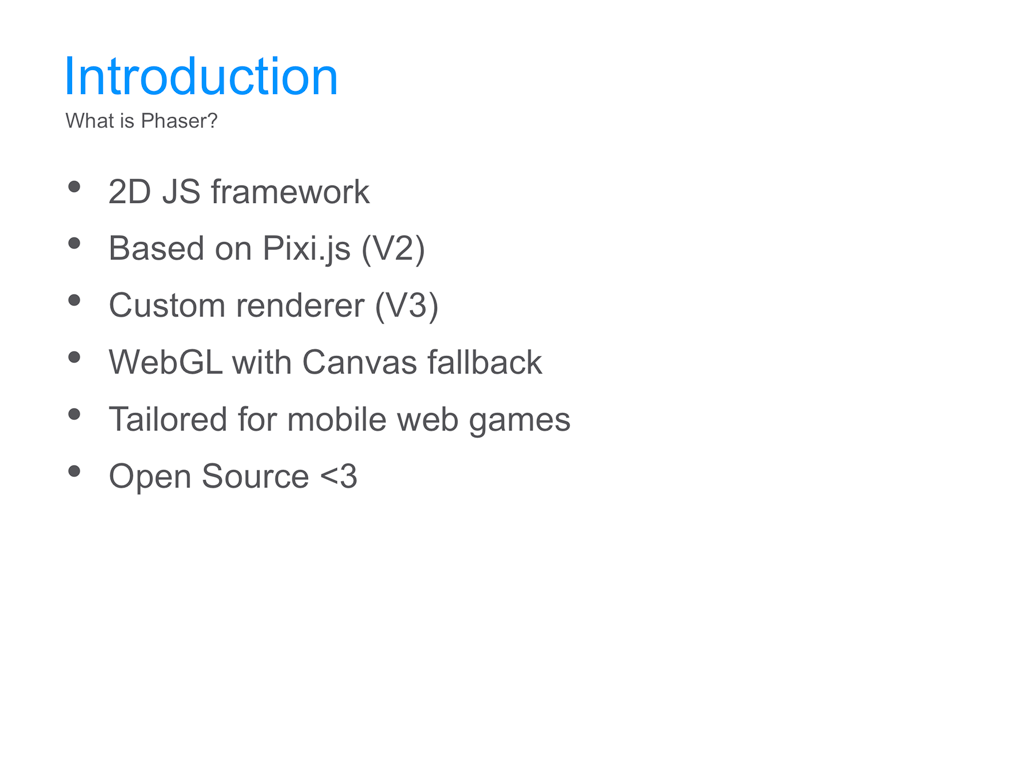 Introduction
What is Phaser?
• 2D JS framework
• Based on Pixi.js (V2)
• Custom renderer (V3)
• WebGL with Canvas fallback
• Tailored for mobile web games
• Open Source <3